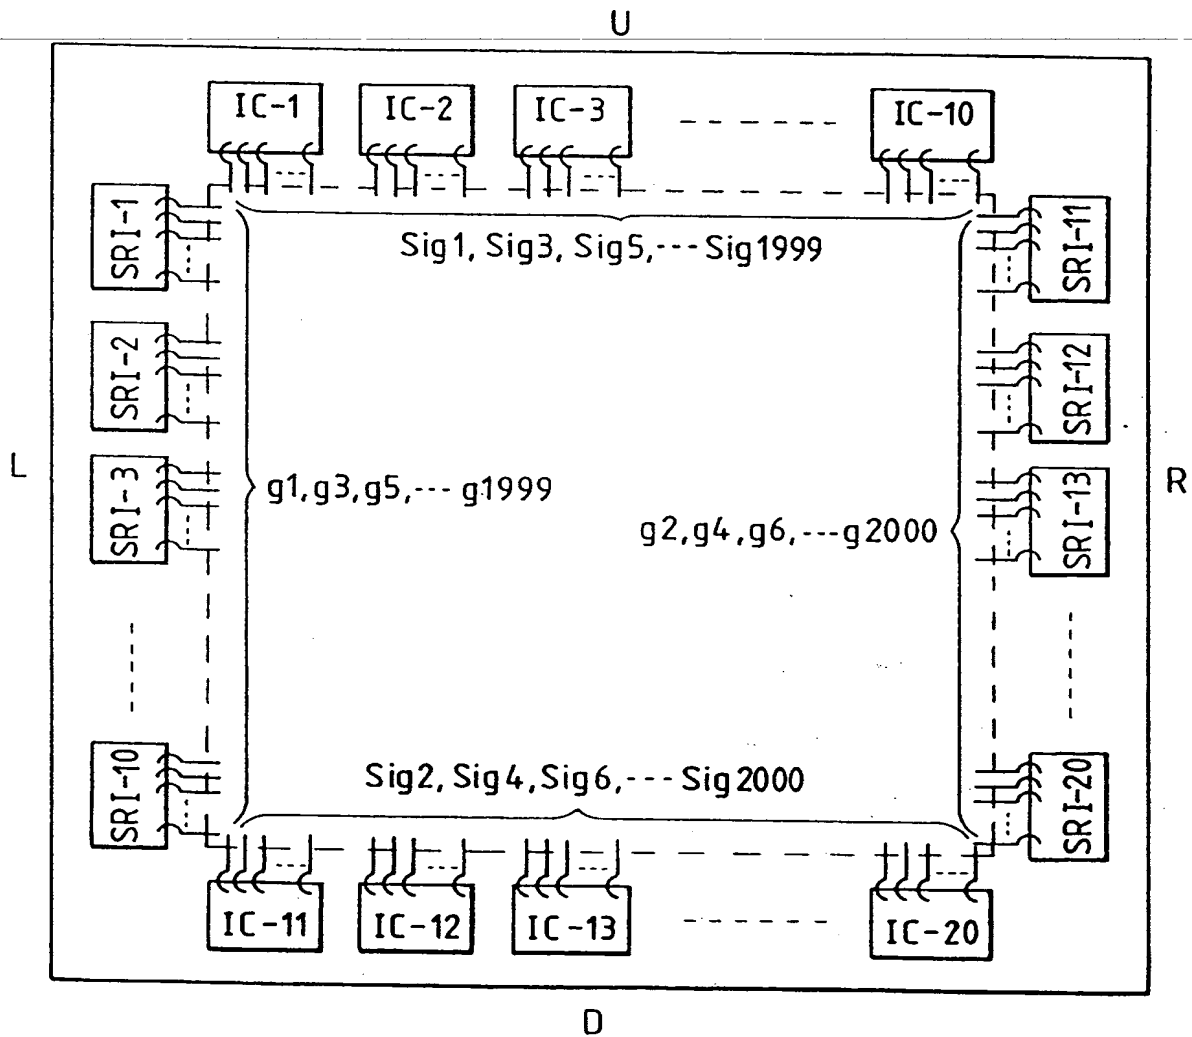 U
IC-1 IC-2 IC-3 IC-10
SRI-1
SRI-11
Sig1, Sig3, Sig5,--- Sig1999
SRI-2
SRI-12
L
R
SRI-3
SRI-13
g1,g3,g5,--- g1999
g2,g4,g6,---g2000
SRI-10
SRI-20
Sig2, Sig4, Sig6,--- Sig2000
IC-11 IC-12 IC-13 IC-20
D